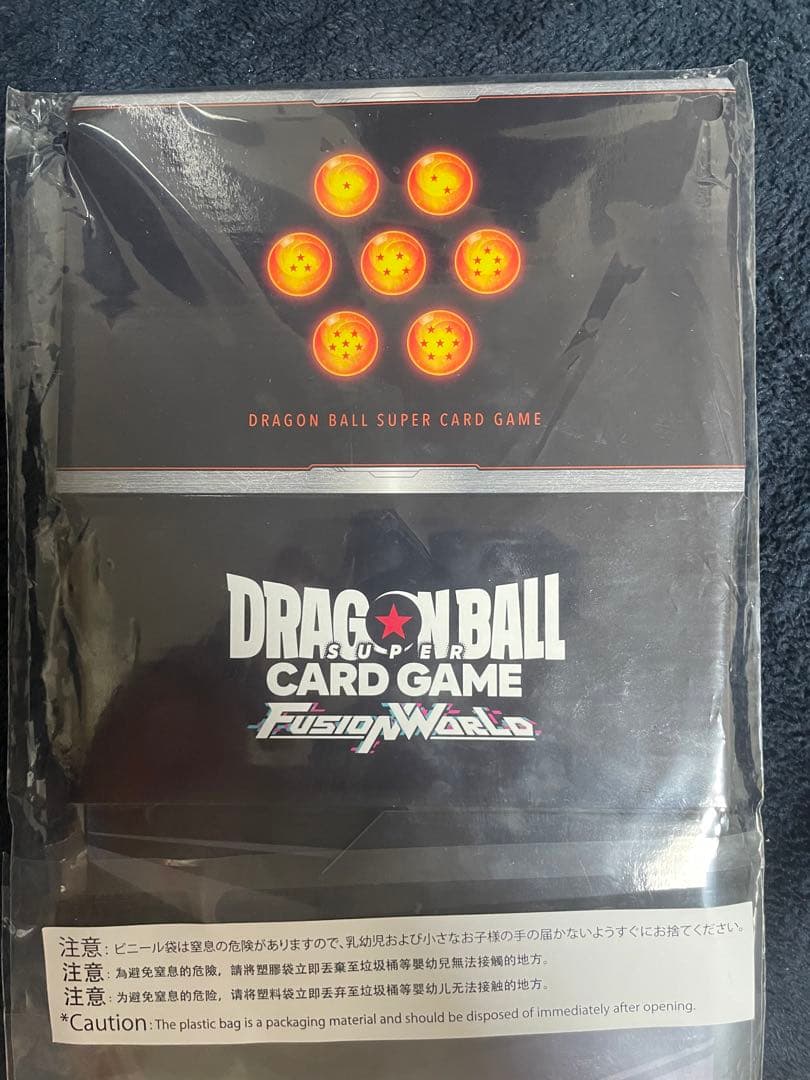 DRAGON BALL SUPER CARD GAME
DRAGON BALL
SUPER
CARD GAME
FUSION WORLD
注意：ビニール袋は窒息の危険がありますので、乳幼児および小さなお子様の手の届かないようすぐにお捨てください。
注意：為避免窒息的危險，請將塑膠袋立即丟棄至垃圾桶等嬰幼兒無法接觸的地方。
注意：为避免窒息的危险，请将塑料袋立即丢弃至垃圾桶等婴幼儿无法接触的地方。
*Caution: The plastic bag is a packaging material and should be disposed of immediately after opening.